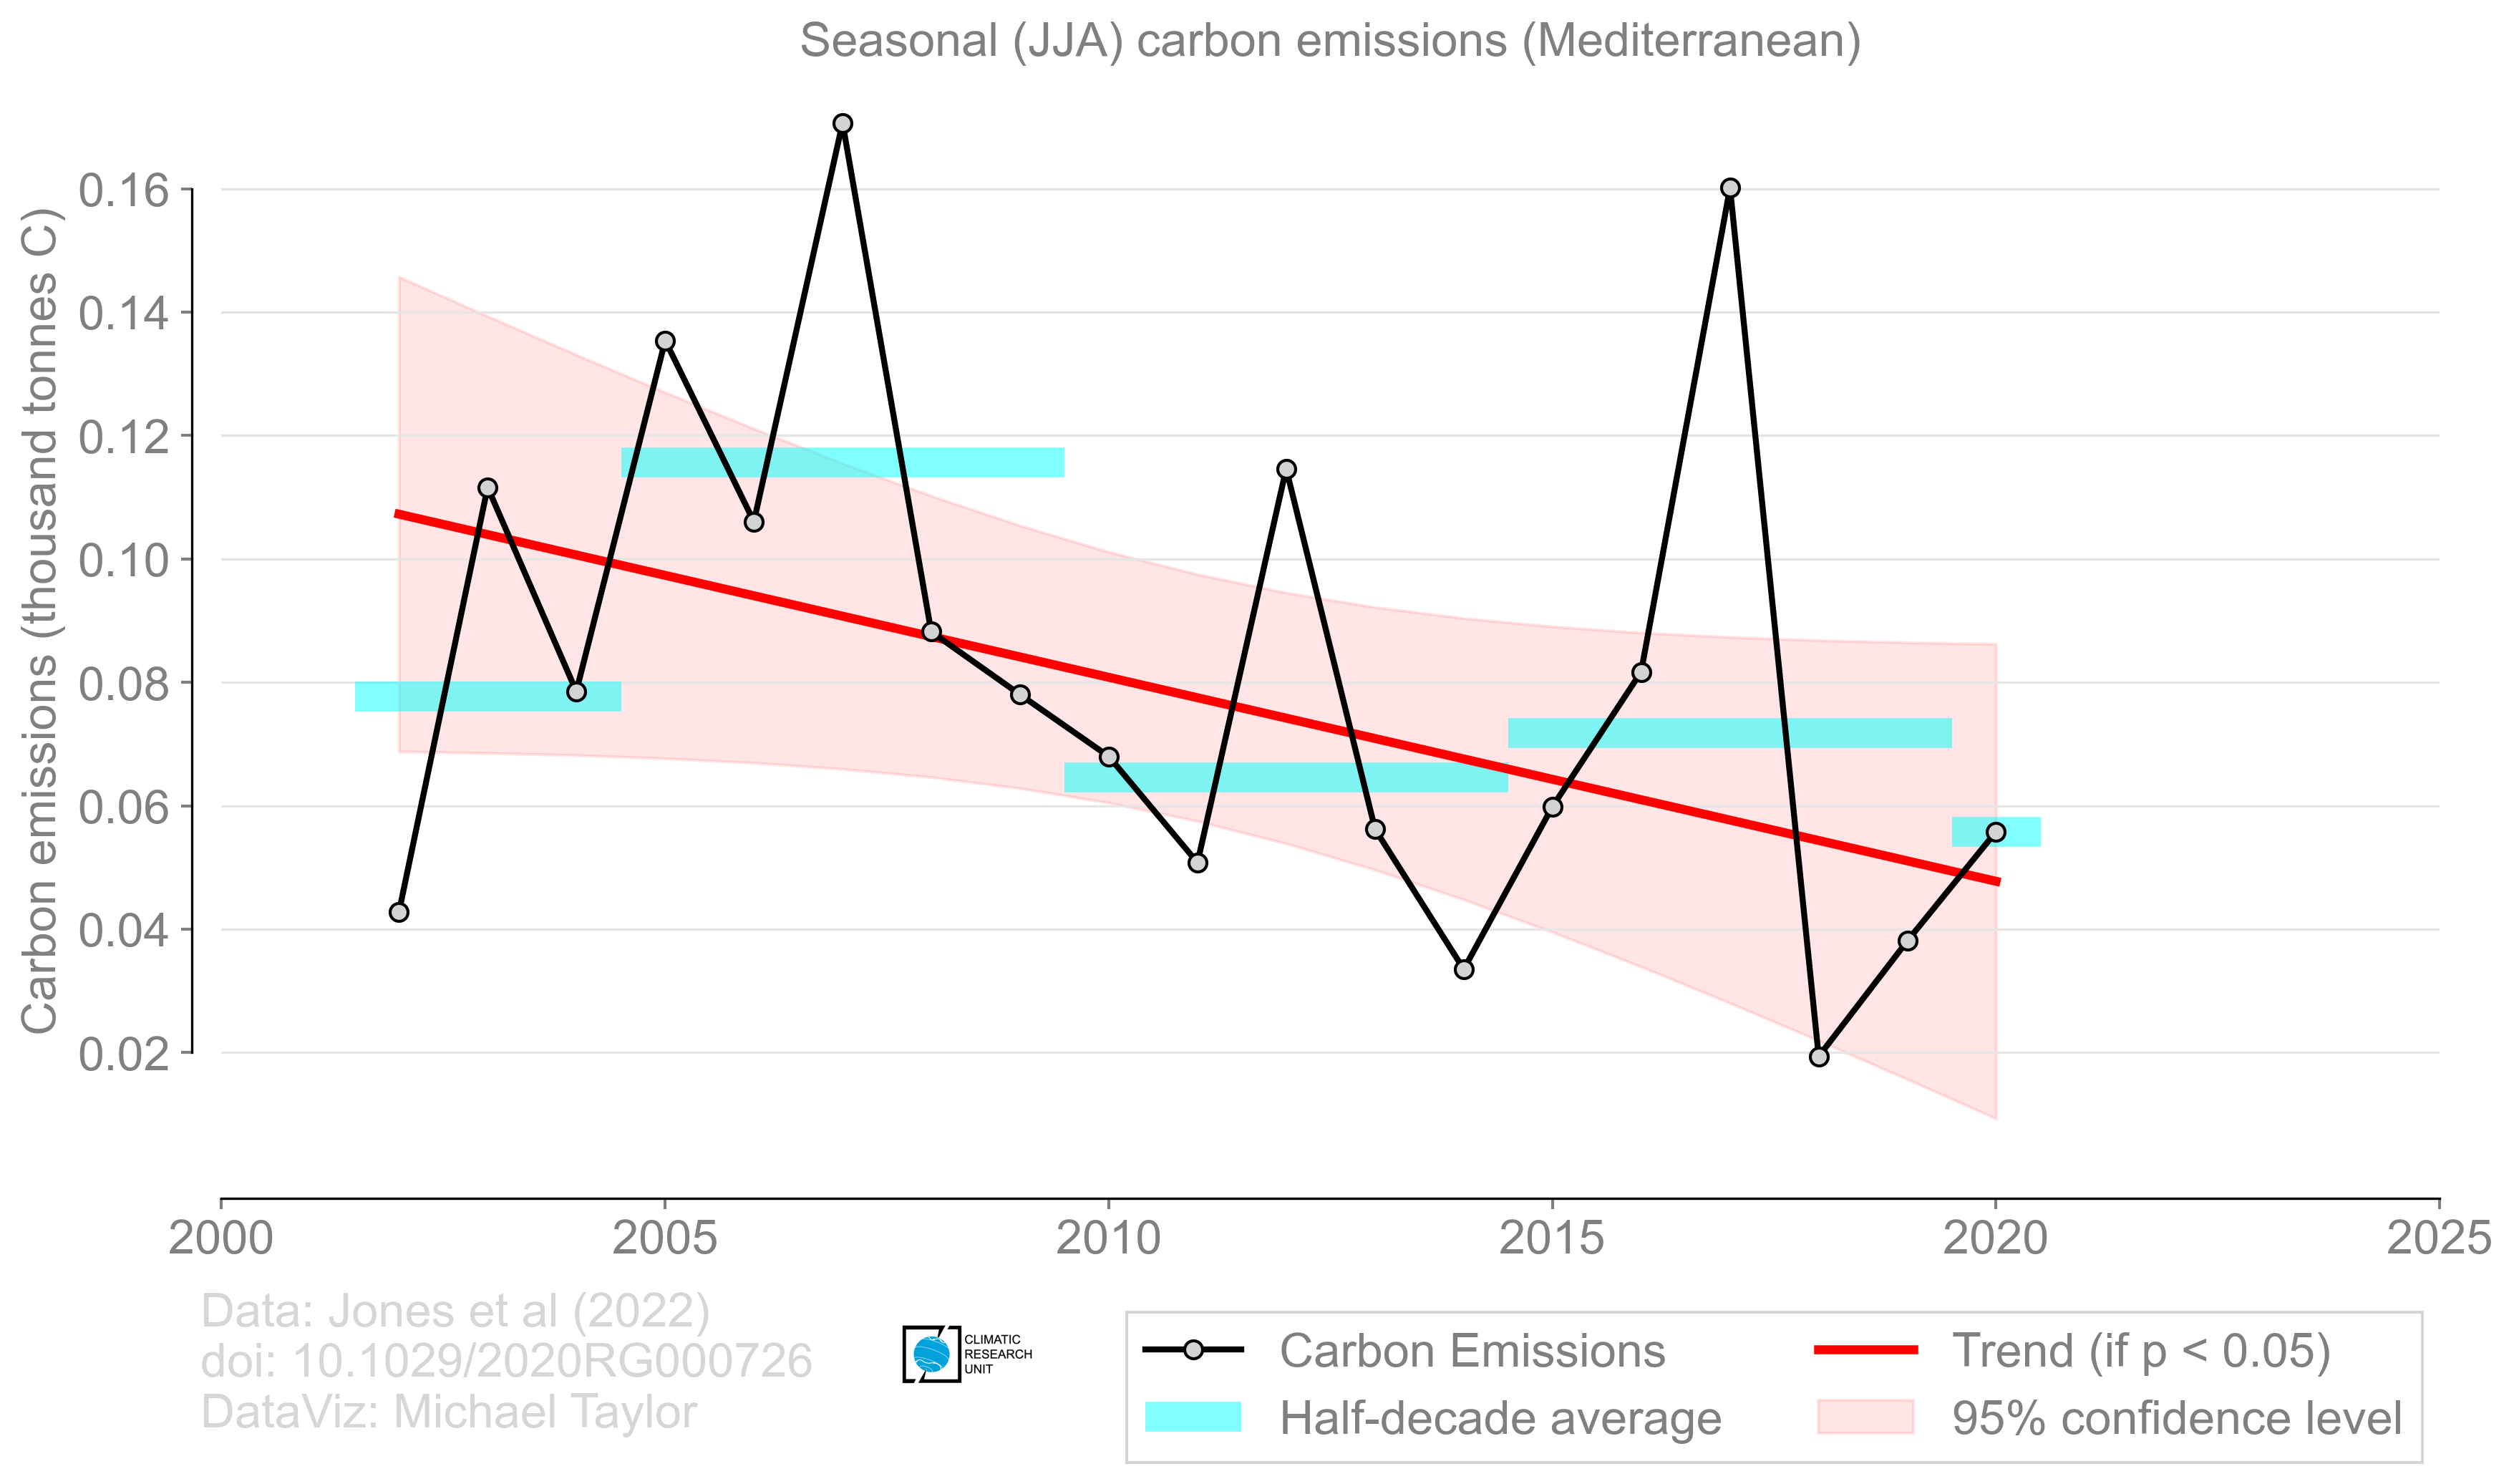 Seasonal (JJA) carbon emissions (Mediterranean)
Carbon emissions (thousand tonnes C)
0.16
0.14
0.12
0.10
0.08
0.06
0.04
0.02
2000 2005 2010 2015 2020 2025
Data: Jones et al (2022)
doi: 10.1029/2020RG000726
DataViz: Michael Taylor
CLIMATIC
RESEARCH
UNIT
Carbon Emissions
Half-decade average
Trend (if p < 0.05)
95% confidence level